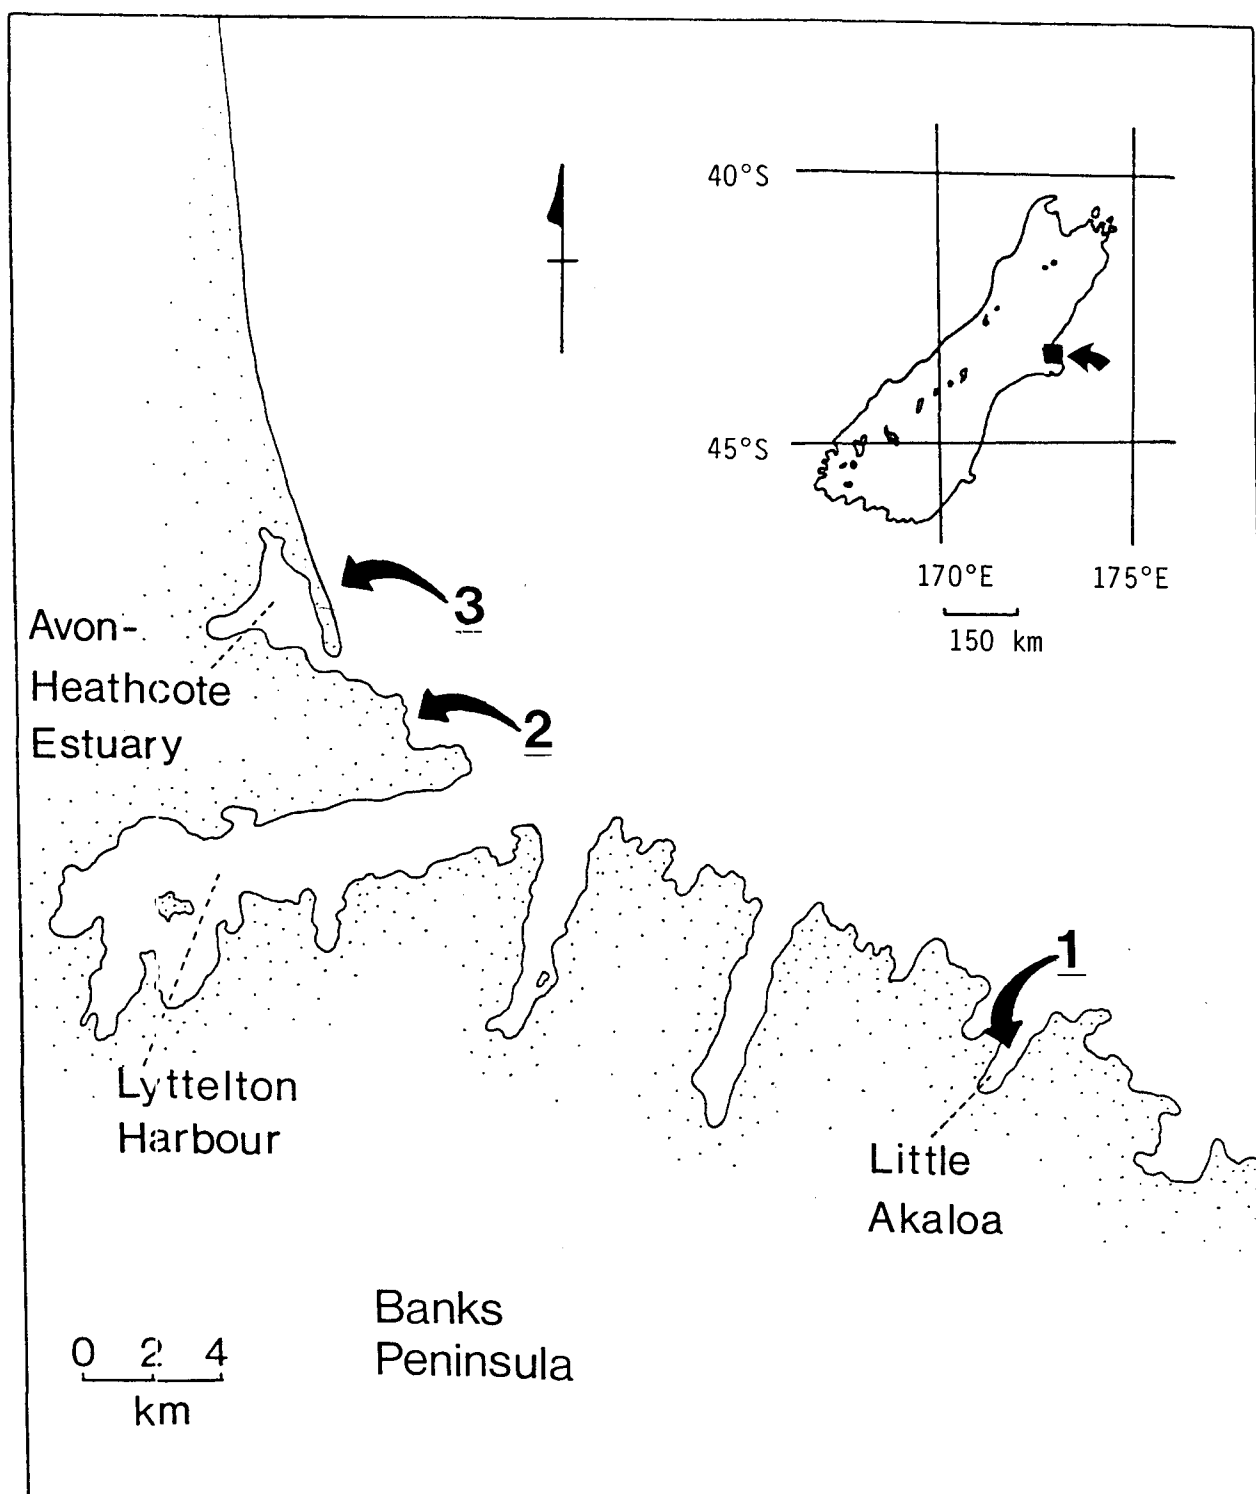 40°S
45°S
170°E
175°E
150 km
3
Avon-
Heathcote
Estuary
2
1
Lyttelton
Harbour
Little
Akaloa
Banks
Peninsula
0 2 4
km